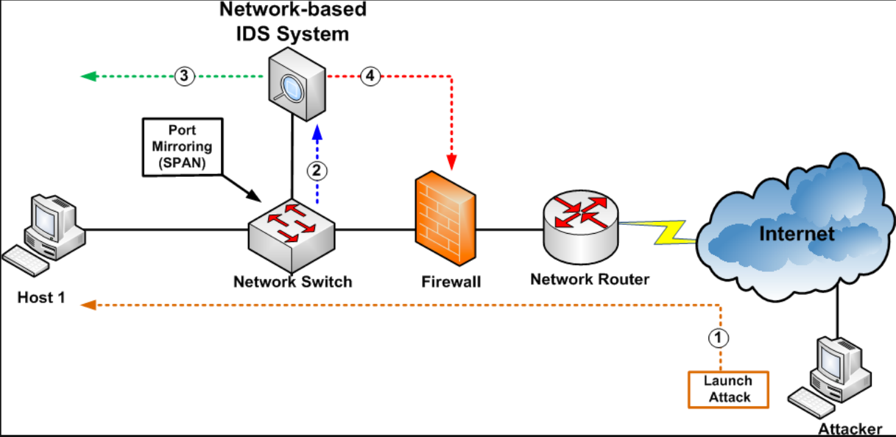 Network-based
IDS System
3
4
Port
Mirroring
(SPAN)
2
Internet
Network Switch
Firewall
Network Router
Host 1
1
Launch
Attack
Attacker